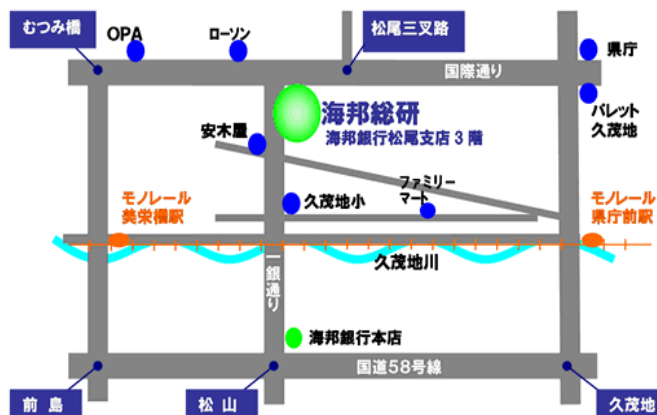 むつみ橋
OPA
ローソン
松尾三叉路
県庁
国際通り
パレット
久茂地
海邦総研
海邦銀行松尾支店3階
安木屋
ファミリー
マート
久茂地小
モノレール
美栄橋駅
モノレール
県庁前駅
久茂地川
一銀通り
海邦銀行本店
国道58号線
前島
松山
久茂地